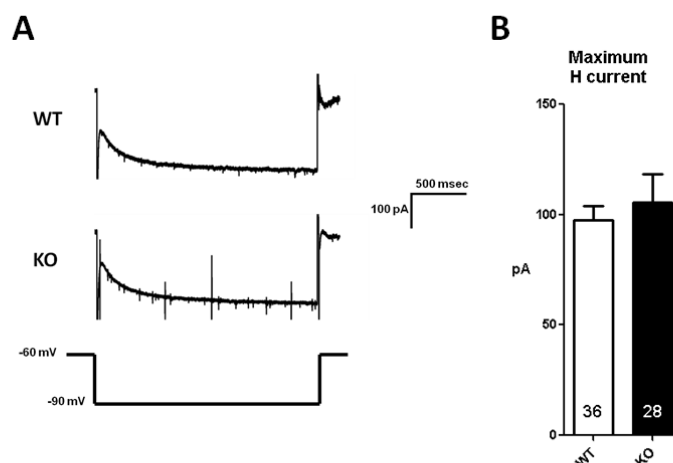 A
WT
500 msec
100 pA
KO
-60 mV
-90 mV
B
Maximum
H current
150
100
pA
50
0
36
28
WT
KO